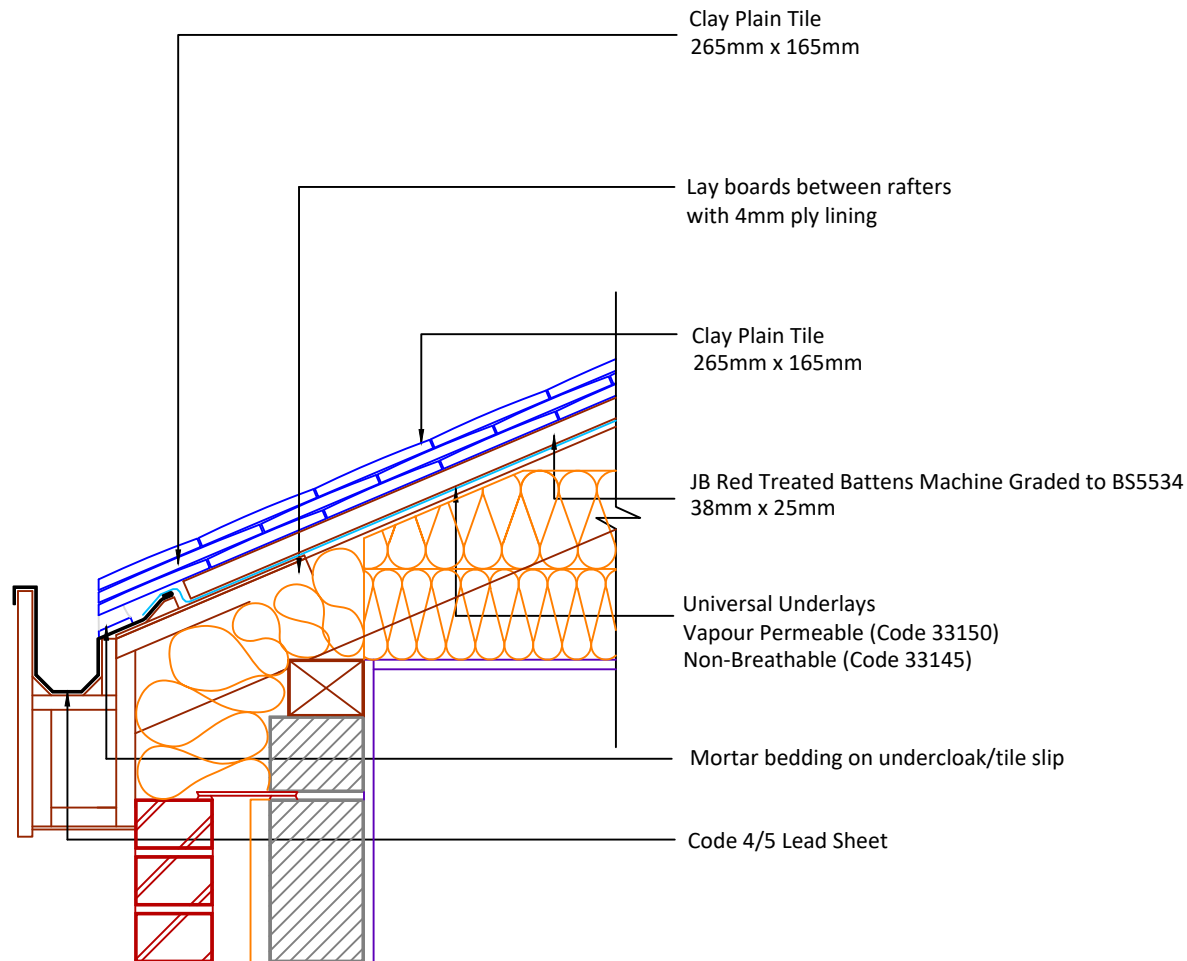 Clay Plain Tile
265mm x 165mm
Lay boards between rafters
with 4mm ply lining
Clay Plain Tile
265mm x 165mm
JB Red Treated Battens Machine Graded to BS5534
38mm x 25mm
Universal Underlays
Vapour Permeable (Code 33150)
Non-Breathable (Code 33145)
Mortar bedding on undercloak/tile slip
Code 4/5 Lead Sheet